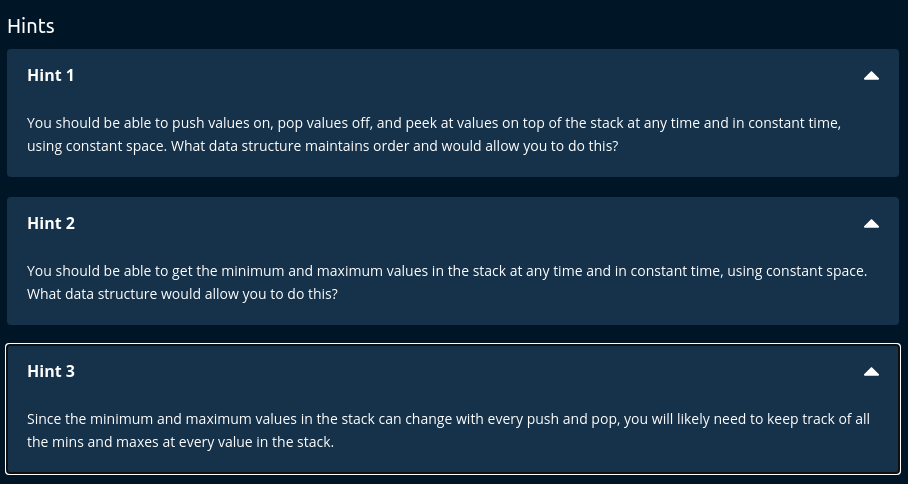 Hints
Hint 1
You should be able to push values on, pop values off, and peek at values on top of the stack at any time and in constant time,
using constant space. What data structure maintains order and would allow you to do this?
Hint 2
You should be able to get the minimum and maximum values in the stack at any time and in constant time, using constant space.
What data structure would allow you to do this?
Hint 3
Since the minimum and maximum values in the stack can change with every push and pop, you will likely need to keep track of all
the mins and maxes at every value in the stack.